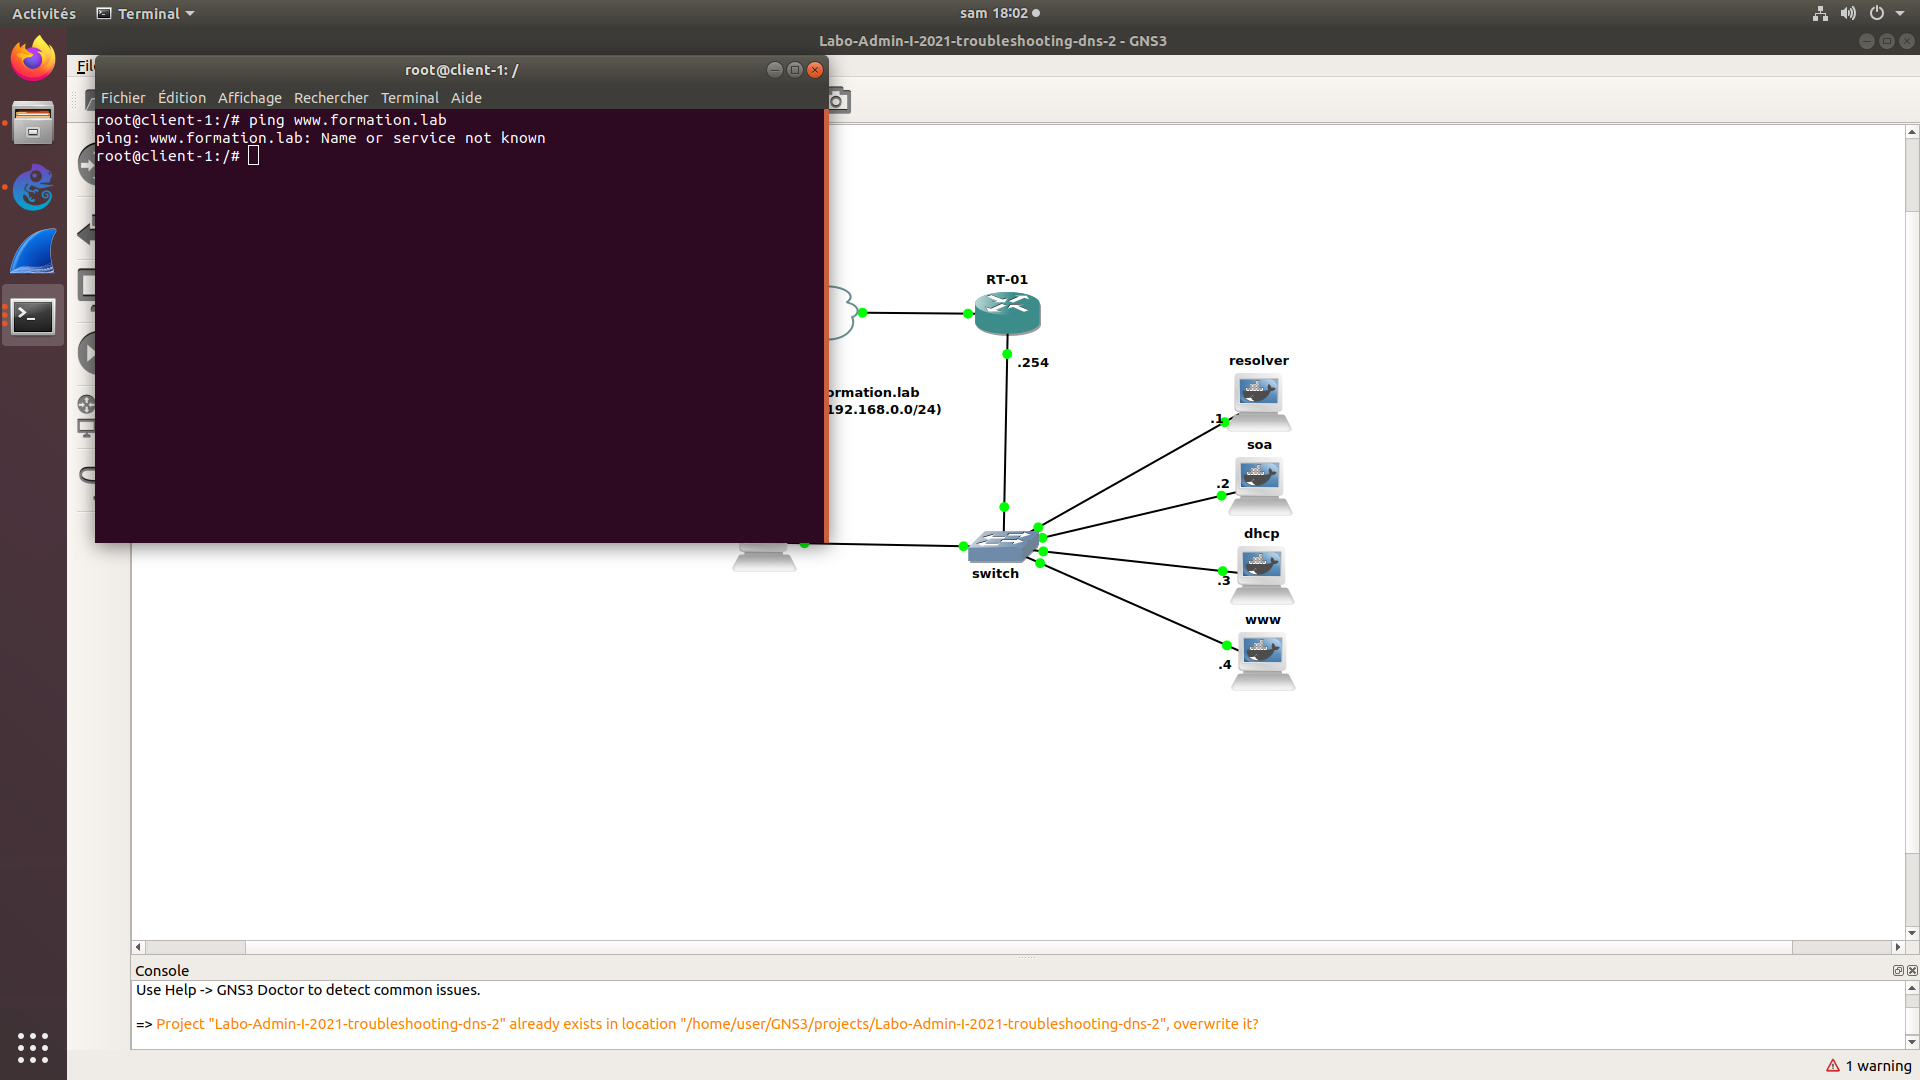 Activités
Terminal
sam 18:02
Labo-Admin-I-2021-troubleshooting-dns-2 - GNS3
File
root@client-1: /
Fichier Édition Affichage Rechercher Terminal Aide
root@client-1:/# ping www.formation.lab
ping: www.formation.lab: Name or service not known
root@client-1:/#
RT-01
.254
ormation.lab
192.168.0.0/24)
resolver
.1
soa
.2
dhcp
.3
www
.4
switch
Console
Use Help -> GNS3 Doctor to detect common issues.
=> Project "Labo-Admin-I-2021-troubleshooting-dns-2" already exists in location "/home/user/GNS3/projects/Labo-Admin-I-2021-troubleshooting-dns-2", overwrite it?
1 warning